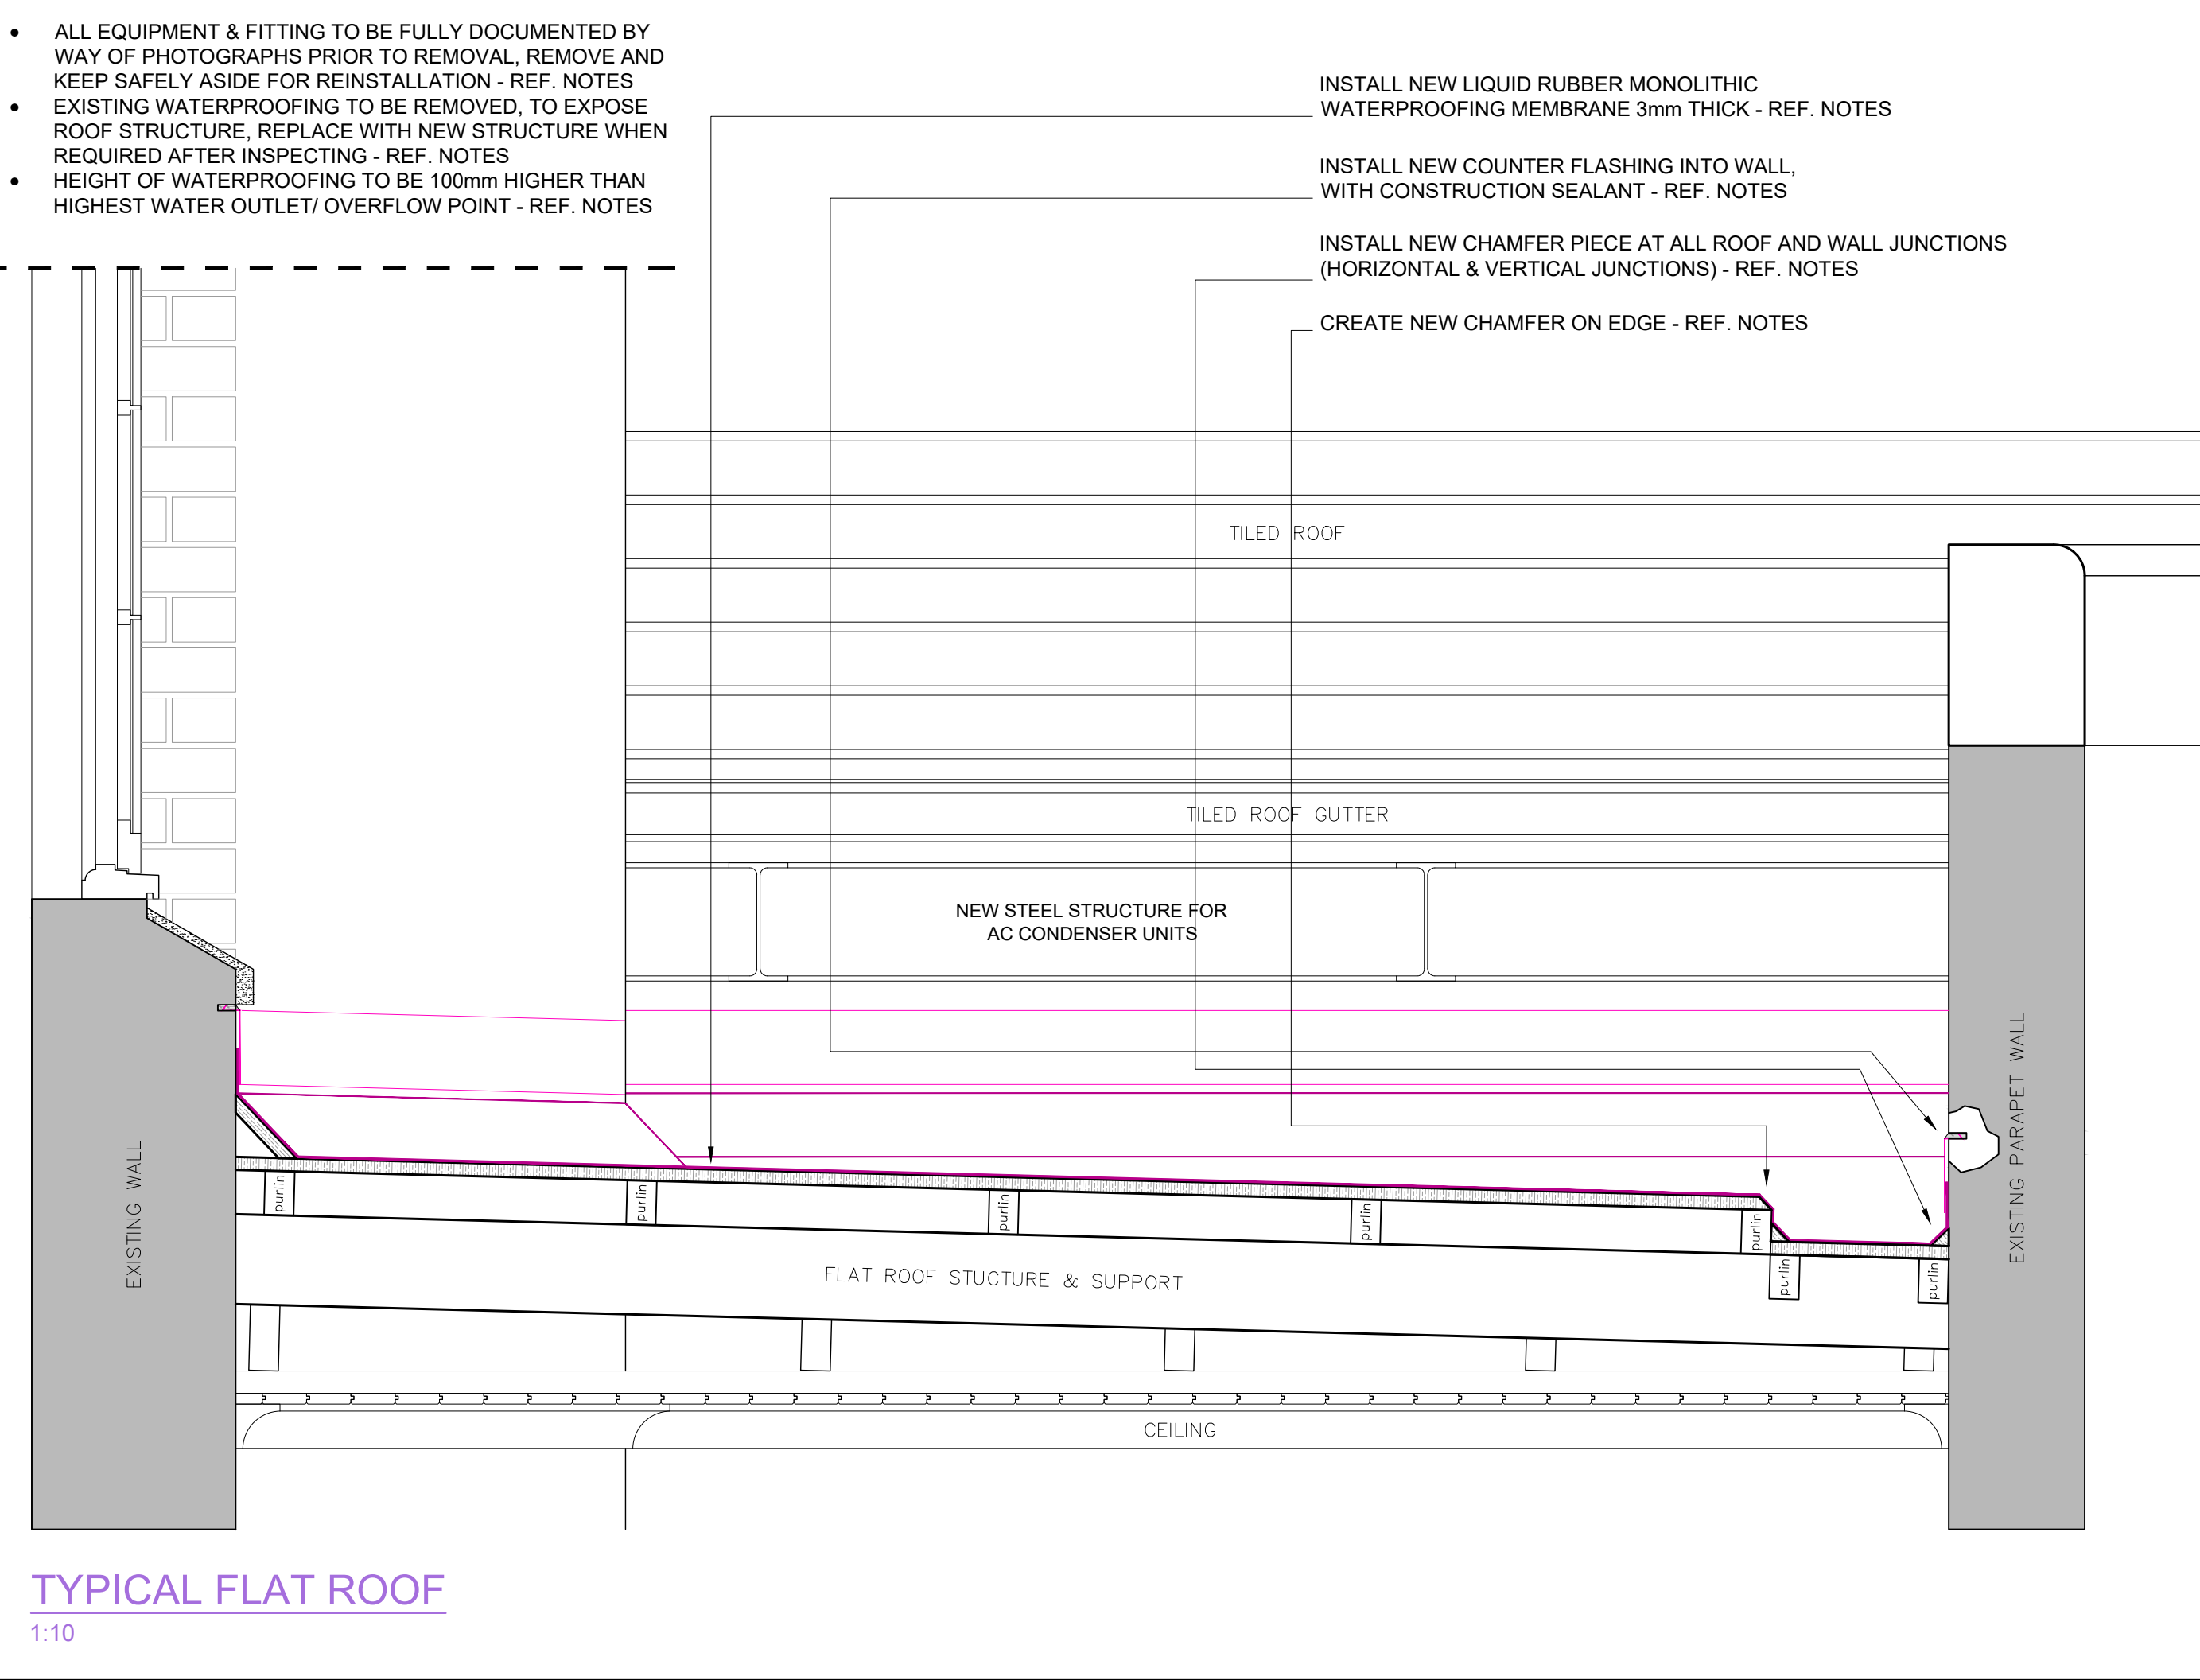 • ALL EQUIPMENT & FITTING TO BE FULLY DOCUMENTED BY
WAY OF PHOTOGRAPHS PRIOR TO REMOVAL, REMOVE AND
KEEP SAFELY ASIDE FOR REINSTALLATION - REF. NOTES
• EXISTING WATERPROOFING TO BE REMOVED, TO EXPOSE
ROOF STRUCTURE, REPLACE WITH NEW STRUCTURE WHEN
REQUIRED AFTER INSPECTING - REF. NOTES
• HEIGHT OF WATERPROOFING TO BE 100mm HIGHER THAN
HIGHEST WATER OUTLET/ OVERFLOW POINT - REF. NOTES
INSTALL NEW LIQUID RUBBER MONOLITHIC
WATERPROOFING MEMBRANE 3mm THICK - REF. NOTES
INSTALL NEW COUNTER FLASHING INTO WALL,
WITH CONSTRUCTION SEALANT - REF. NOTES
INSTALL NEW CHAMFER PIECE AT ALL ROOF AND WALL JUNCTIONS
(HORIZONTAL & VERTICAL JUNCTIONS) - REF. NOTES
CREATE NEW CHAMFER ON EDGE - REF. NOTES
TILED ROOF
TILED ROOF GUTTER
NEW STEEL STRUCTURE FOR
AC CONDENSER UNITS
EXISTING WALL
EXISTING PARAPET WALL
purlin
purlin
purlin
purlin
purlin
purlin
purlin
FLAT ROOF STUCTURE & SUPPORT
CEILING
TYPICAL FLAT ROOF
1:10